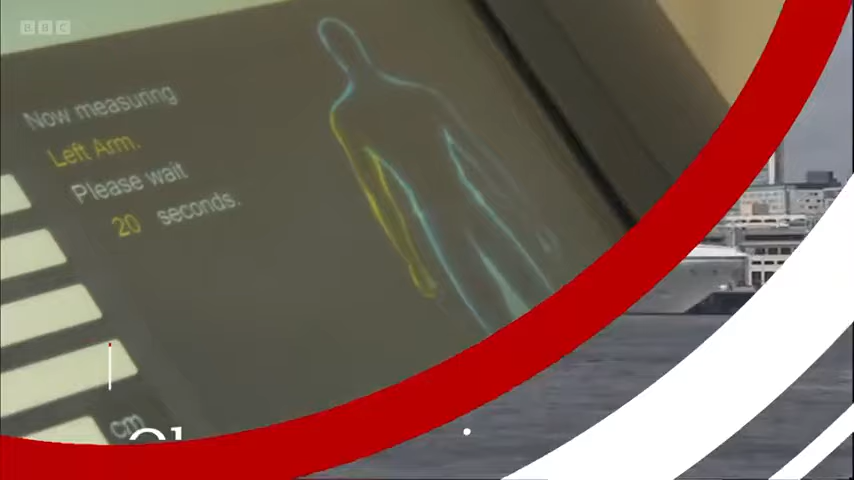 BBC
Now measuring
Left Arm.
Please wait
20 seconds.
cm